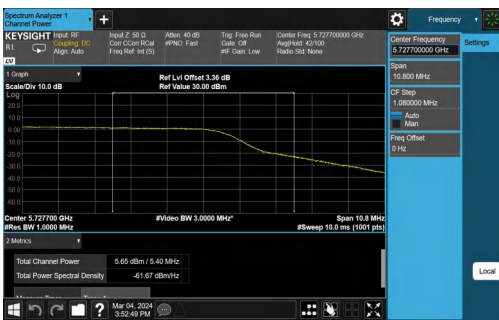 Spectrum Analyzer 1
Channel Power
+
Frequency
KEYSIGHT
Input: RF
Coupling: DC
Align: Auto
Input Z: 50 Ω
Corr CCorr RCal
Freq Ref: Int (S)
Atten: 40 dB
#PNO: Fast
Trig: Free Run
Gate: Off
#IF Gain: Low
Center Freq: 5.727700000 GHz
Avg|Hold: 42/100
Radio Std: None
R L
LXI
Center Frequency
5.727700000 GHz
Settings
Span
10.800 MHz
CF Step
1.080000 MHz
Auto
Man
Freq Offset
0 Hz
Local
1 Graph
Scale/Div 10.0 dB
Ref Lvl Offset 3.36 dB
Ref Value 30.00 dBm
Log
20.0
10.0
0.00
-10.0
-20.0
-30.0
-40.0
-50.0
-60.0
Center 5.727700 GHz
#Video BW 3.0000 MHz*
Span 10.8 MHz
#Res BW 1.0000 MHz
#Sweep 10.0 ms (1001 pts)
2 Metrics
Total Channel Power
5.65 dBm / 5.40 MHz
Total Power Spectral Density
-61.67 dBm/Hz
?
Mar 04, 2024
3:52:49 PM